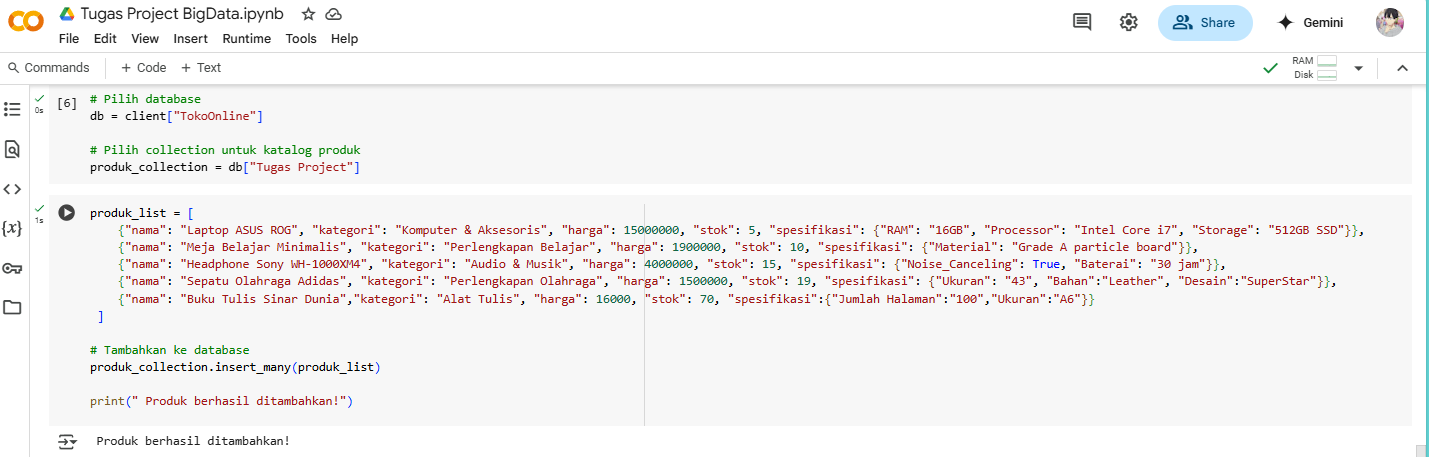 Tugas Project BigData.ipynb
File Edit View Insert Runtime Tools Help
Share
Gemini
Commands + Code + Text
RAM
Disk
0s
[6]
# Pilih database
db = client["TokoOnline"]
# Pilih collection untuk katalog produk
produk_collection = db["Tugas Project"]
1s
{x}
produk_list = [
{"nama": "Laptop ASUS ROG", "kategori": "Komputer & Aksesoris", "harga": 15000000, "stok": 5, "spesifikasi": {"RAM": "16GB", "Processor": "Intel Core i7", "Storage": "512GB SSD"}},
{"nama": "Meja Belajar Minimalis", "kategori": "Perlengkapan Belajar", "harga": 1900000, "stok": 10, "spesifikasi": {"Material": "Grade A particle board"}},
{"nama": "Headphone Sony WH-1000XM4", "kategori": "Audio & Musik", "harga": 4000000, "stok": 15, "spesifikasi": {"Noise_Canceling": True, "Baterai": "30 jam"}},
{"nama": "Sepatu Olahraga Adidas", "kategori": "Perlengkapan Olahraga", "harga": 1500000, "stok": 19, "spesifikasi": {"Ukuran": "43", "Bahan":"Leather", "Desain":"SuperStar"}},
{"nama": "Buku Tulis Sinar Dunia","kategori": "Alat Tulis", "harga": 16000, "stok": 70, "spesifikasi":{"Jumlah Halaman":"100","Ukuran":"A6"}}
]
# Tambahkan ke database
produk_collection.insert_many(produk_list)
print(" Produk berhasil ditambahkan!")
Produk berhasil ditambahkan!